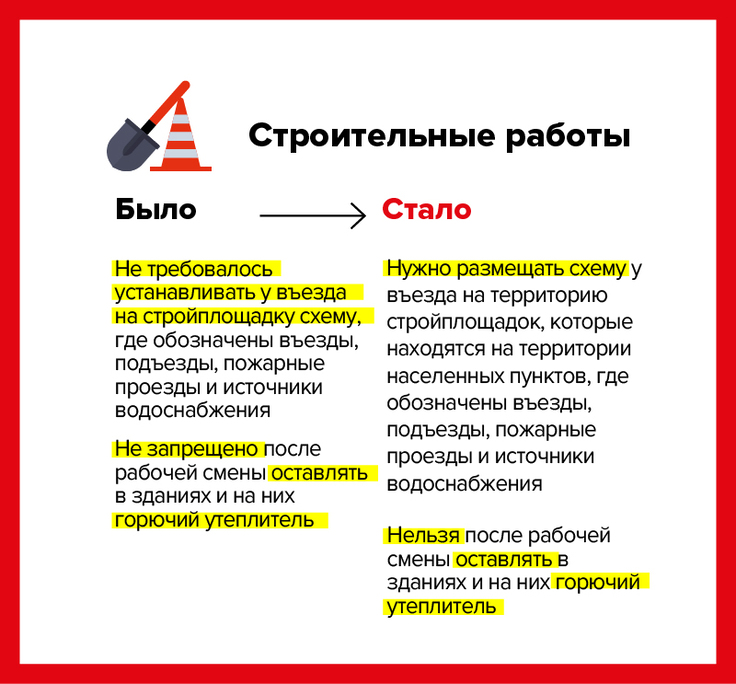 Строительные работы
Было
Стало
Не требовалось
устанавливать у въезда
на стройплощадку схему,
где обозначены въезды,
подъезды, пожарные
проезды и источники
водоснабжения
Не запрещено после
рабочей смены оставлять
в зданиях и на них
горючий утеплитель
Нужно размещать схему у
въезда на территорию
стройплощадок, которые
находятся на территории
населенных пунктов, где
обозначены въезды,
подъезды, пожарные
проезды и источники
водоснабжения
Нельзя после рабочей
смены оставлять в
зданиях и на них горючий
утеплитель